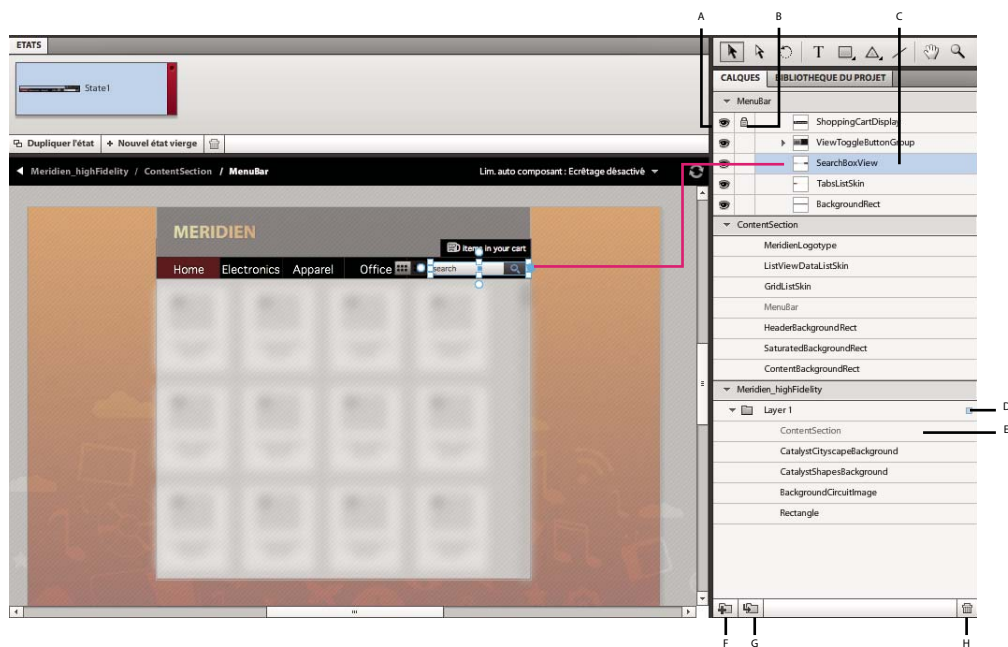 A
B
C
ETATS
State1
Dupliquer l'état
+ Nouvel état vierge
Meridien_highFidelity / ContentSection / MenuBar
Lim. auto composant : Ecrêtage désactivé
MERIDIEN
items in your cart
Home
Electronics
Apparel
Office
search
T
CALQUES
BIBLIOTHEQUE DU PROJET
MenuBar
ShoppingCartDisplay
ViewToggleButtonGroup
SearchBoxView
TabsListSkin
BackgroundRect
ContentSection
MeridienLogotype
ListViewDataListSkin
GridListSkin
MenuBar
HeaderBackgroundRect
SaturatedBackgroundRect
ContentBackgroundRect
Meridien_highFidelity
Layer 1
D
ContentSection
E
CatalystCityscapeBackground
CatalystShapesBackground
BackgroundCircuitImage
Rectangle
F
G
H